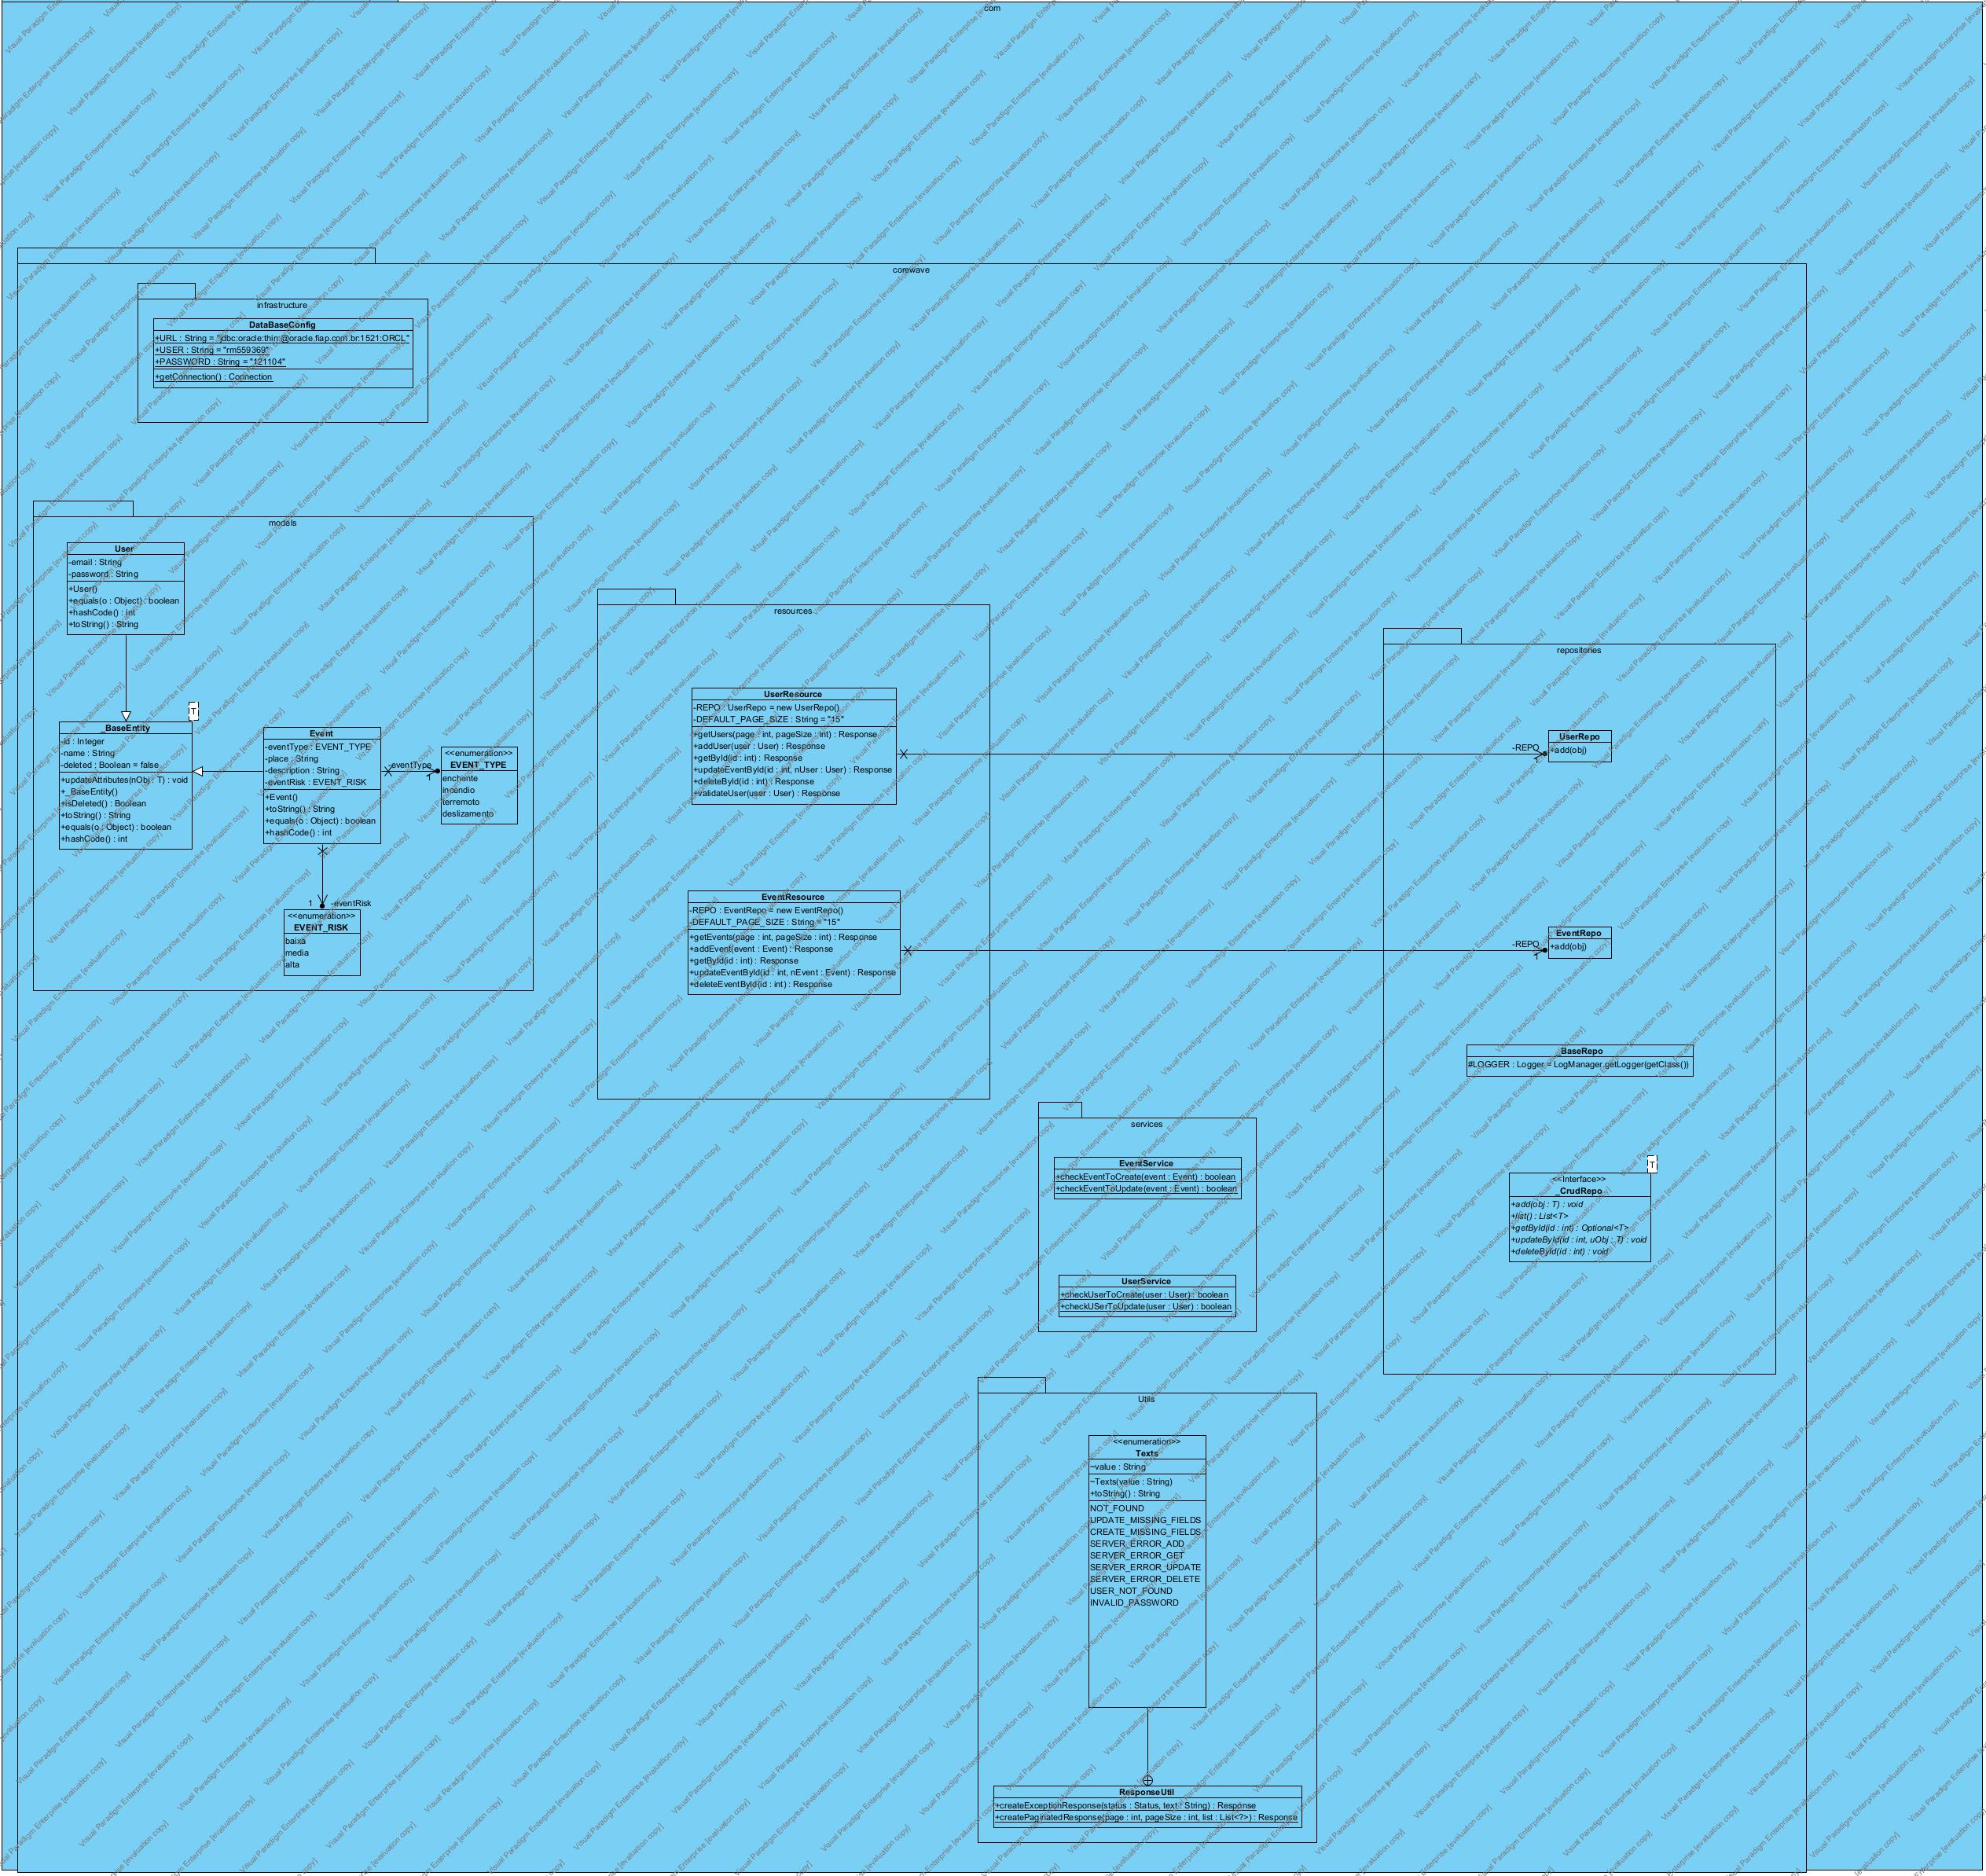 com
corewave
infrastructure
DataBaseConfig
+URL : String = "jdbc:oracle:thin:@oracle.fiap.com.br:1521:ORCL"
+USER : String = "rm559369"
+PASSWORD : String = "121104"
+getConnection() : Connection
models
User
-email : String
-password : String
+User()
+equals(o : Object) : boolean
+hashCode() : int
+toString() : String
T
_BaseEntity
-id : Integer
-name : String
-deleted : Boolean = false
+updateAttributes(nObj : T) : void
+_BaseEntity()
+isDeleted() : Boolean
+toString() : String
+equals(o : Object) : boolean
+hashCode() : int
Event
-eventType : EVENT_TYPE
-place : String
-description : String
-eventRisk : EVENT_RISK
+Event()
+toString() : String
+equals(o : Object) : boolean
+hashCode() : int
-eventType
1
<<enumeration>>
EVENT_TYPE
enchente
incendio
terremoto
deslizamento
1
-eventRisk
<<enumeration>>
EVENT_RISK
baixa
media
alta
resources
UserResource
-REPO : UserRepo = new UserRepo()
-DEFAULT_PAGE_SIZE : String = "15"
+getUsers(page : int, pageSize : int) : Response
+addUser(user : User) : Response
+getById(id : int) : Response
+updateEventById(id : int, nUser : User) : Response
+deleteById(id : int) : Response
+validateUser(user : User) : Response
EventResource
-REPO : EventRepo = new EventRepo()
-DEFAULT_PAGE_SIZE : String = "15"
+getEvents(page : int, pageSize : int) : Response
+addEvent(event : Event) : Response
+getById(id : int) : Response
+updateEventById(id : int, nEvent : Event) : Response
+deleteEventById(id : int) : Response
repositories
-REPO
1
UserRepo
+add(obj)
-REPO
1
EventRepo
+add(obj)
_BaseRepo
#LOGGER : Logger = LogManager.getLogger(getClass())
T
<<Interface>>
_CrudRepo
+add(obj : T) : void
+list() : List<T>
+getById(id : int) : Optional<T>
+updateById(id : int, uObj : T) : void
+deleteById(id : int) : void
services
EventService
+checkEventToCreate(event : Event) : boolean
+checkEventToUpdate(event : Event) : boolean
UserService
+checkUserToCreate(user : User) : boolean
+checkUSerToUpdate(user : User) : boolean
Utils
<<enumeration>>
Texts
~value : String
~Texts(value : String)
+toString() : String
NOT_FOUND
UPDATE_MISSING_FIELDS
CREATE_MISSING_FIELDS
SERVER_ERROR_ADD
SERVER_ERROR_GET
SERVER_ERROR_UPDATE
SERVER_ERROR_DELETE
USER_NOT_FOUND
INVALID_PASSWORD
ResponseUtil
+createExceptionResponse(status : Status, text : String) : Response
+createPaginatedResponse(page : int, pageSize : int, list : List<?>) : Response
Visual Paradigm Enterprise [evaluation copy]